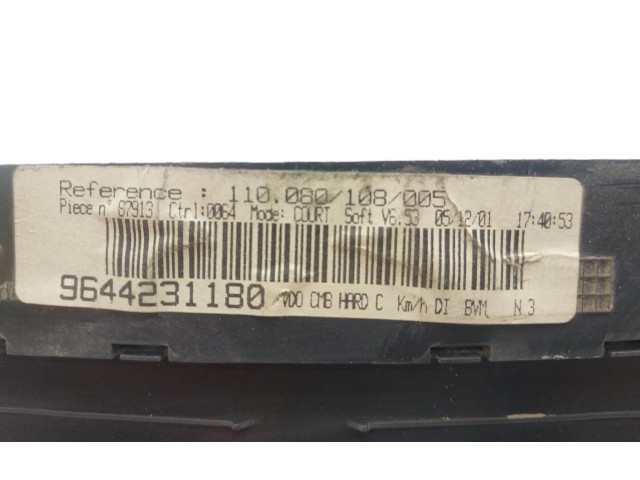 Reference : 110.080/108/005
Piece n° 87913 Ctrl:0064 Mode: COURT Soft V6.53 05/12/01 17:40:53
9644231180 VDO CMB HARD C Km/h DI BVM N 3